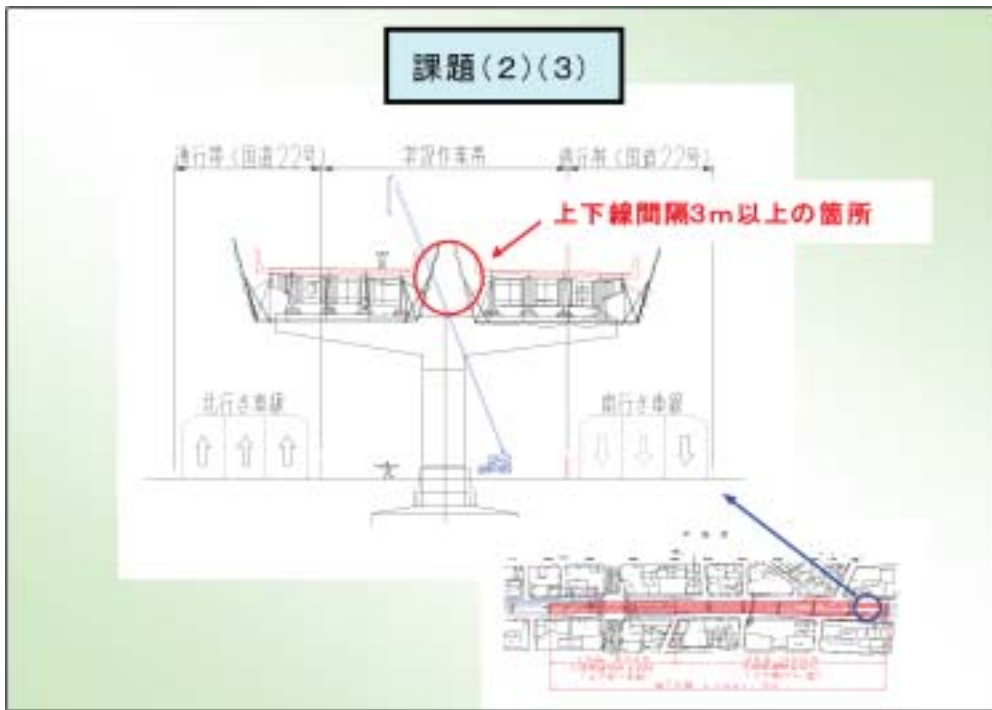 課題(2)(3)
通行帯(国道22号)
常設作業帯
通行帯(国道22号)
上下線間隔3m以上の箇所
北行き車線
南行き車線